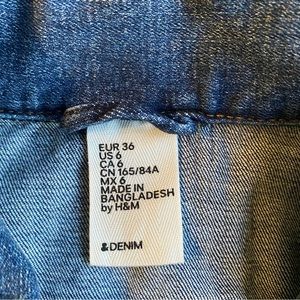 EUR 36
US 6
CA 6
CN 165/84A
MX 6
MADE IN
BANGLADESH
by H&M
&DENIM